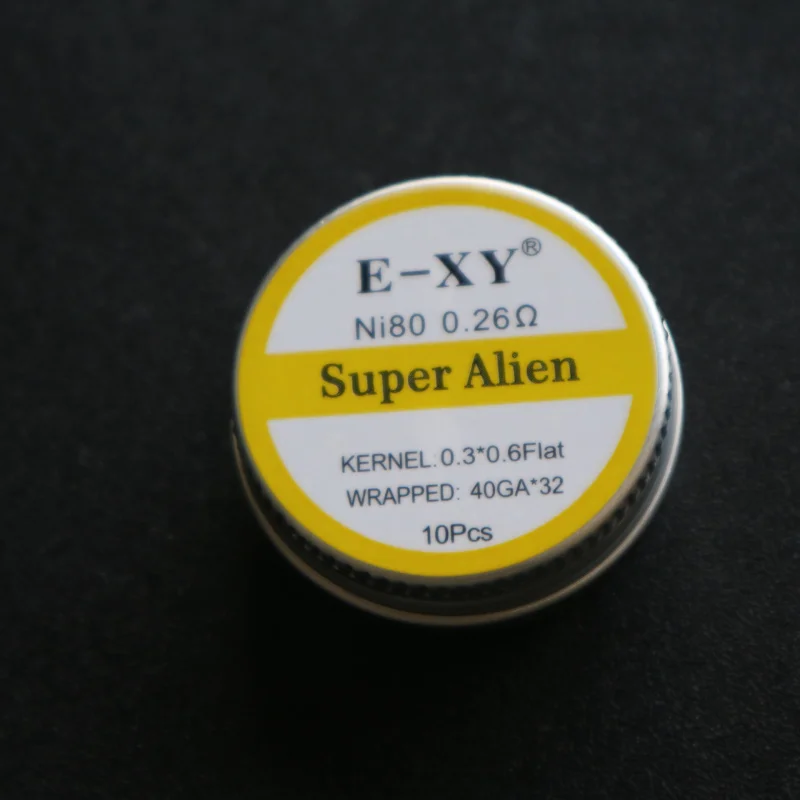 E-XY®
Ni80 0.26Ω
Super Alien
KERNEL:0.3*0.6Flat
WRAPPED: 40GA*32
10Pcs